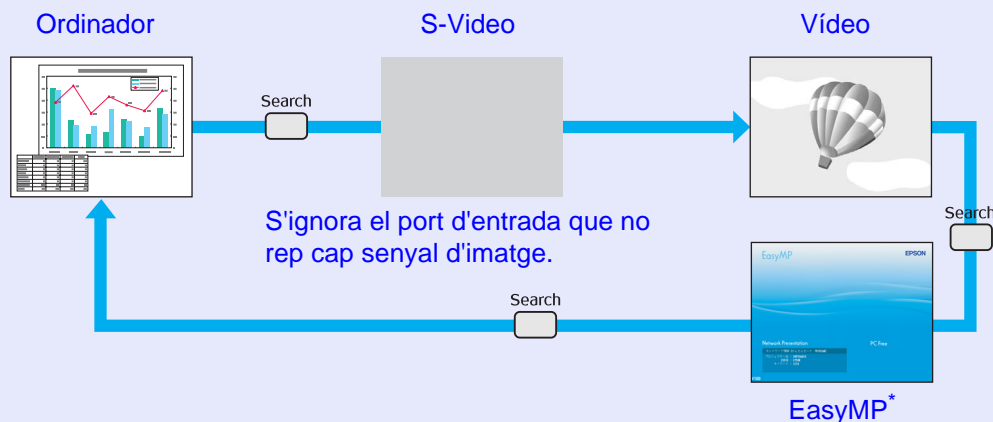 Ordinador
S-Video
Vídeo
Search
S'ignora el port d'entrada que no
rep cap senyal d'imatge.
Search
EasyMP
EPSON
Search
Network Presentation
PC Free
EasyMP*